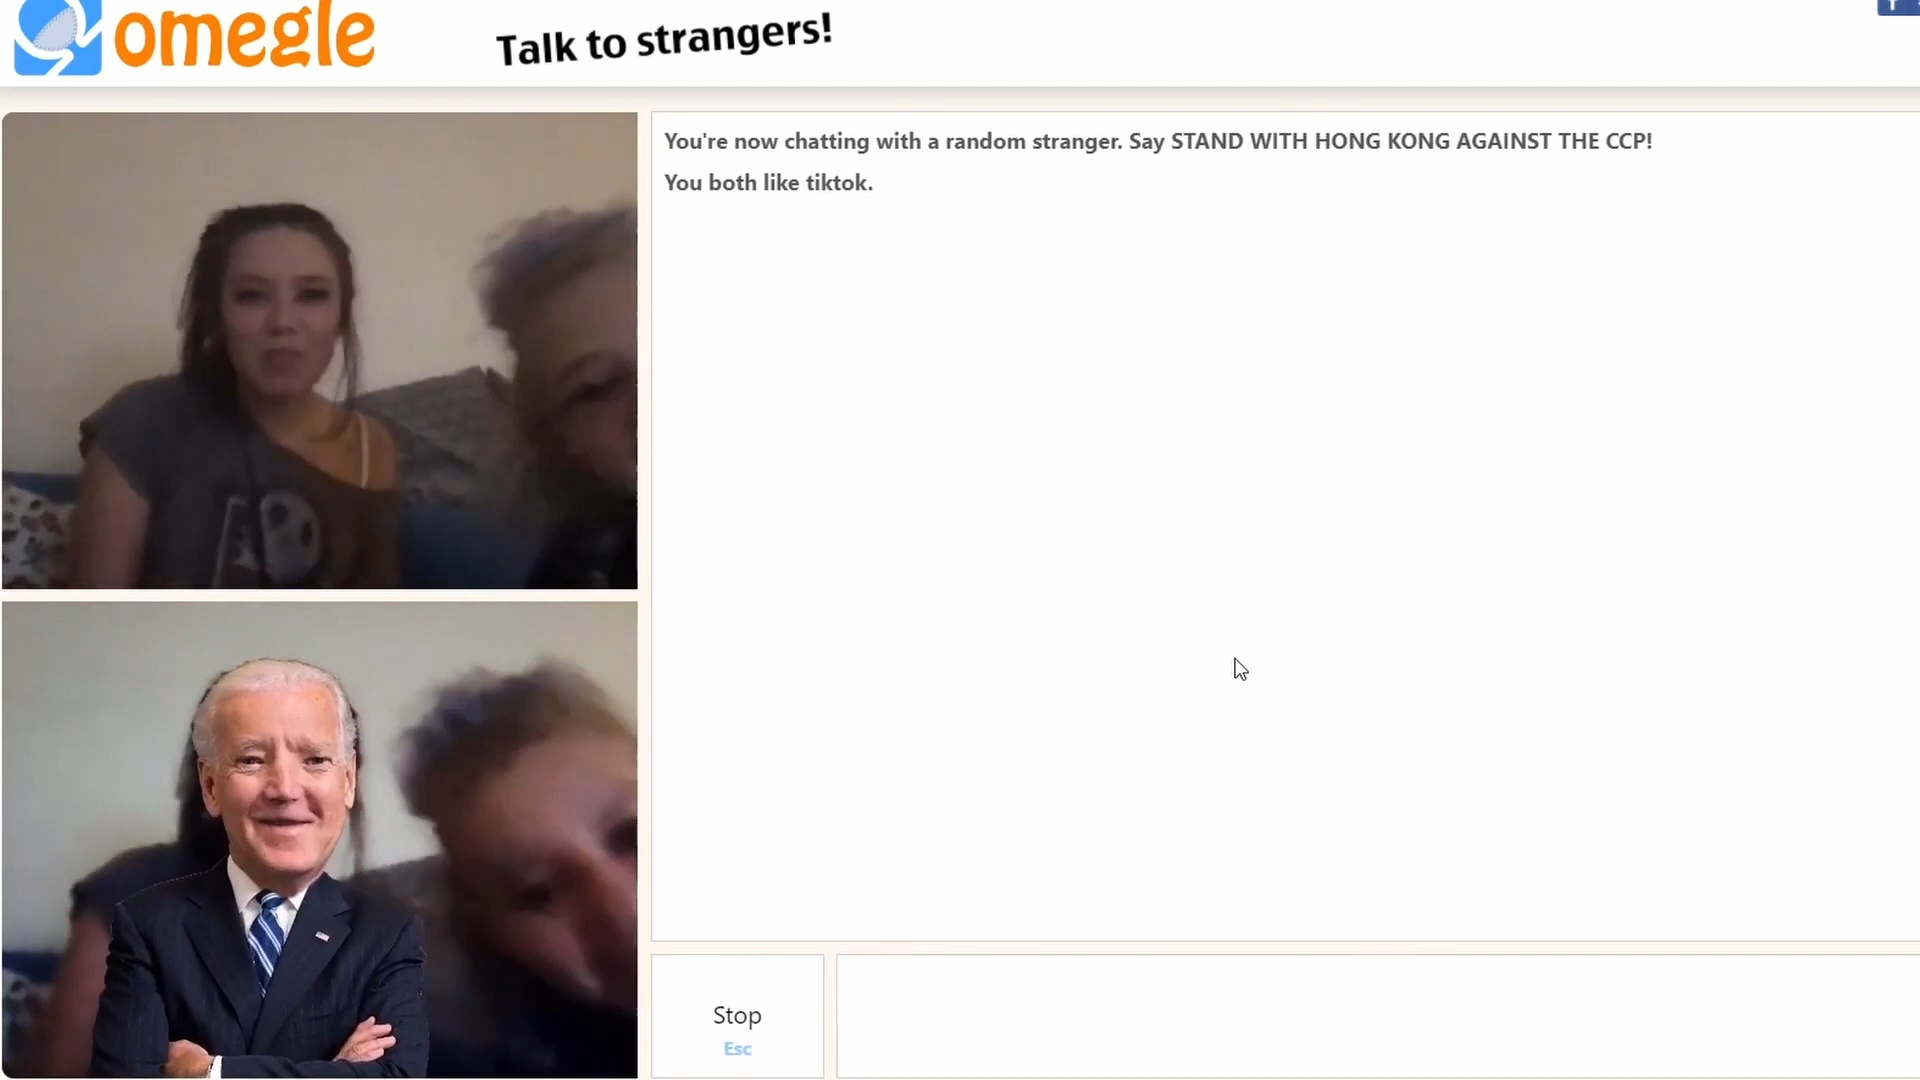 omegle
Talk to strangers!
You're now chatting with a random stranger. Say STAND WITH HONG KONG AGAINST THE CCP!
You both like tiktok.
Stop
Esc